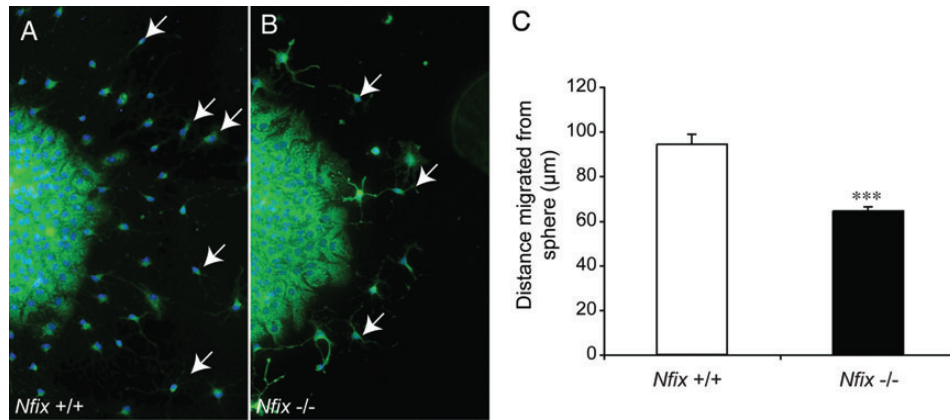 A
B
C
Nfix +/+
Nfix -/-
Distance migrated from
sphere (µm)
120
100
80
60
40
20
0
***
Nfix +/+
Nfix -/-